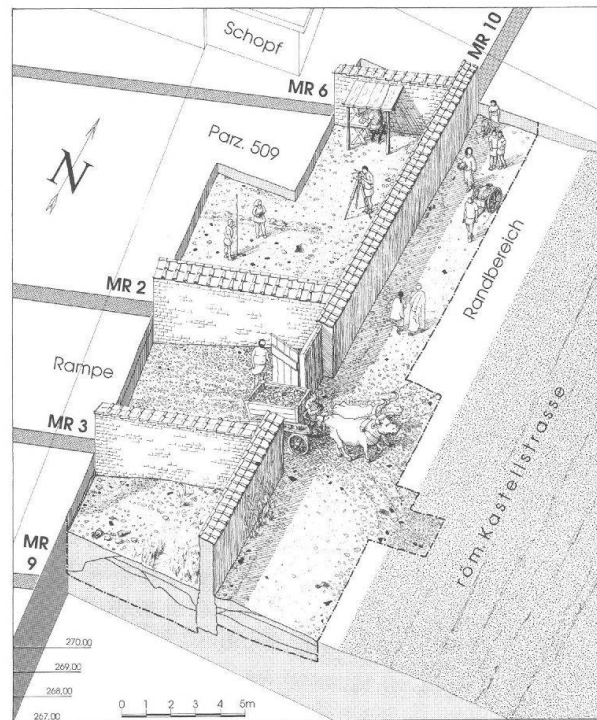 Schopf
MR 10
MR 6
Parz. 509
N
MR 2
Randbereich
Rampe
MR 3
röm. Kastellstrasse
MR
9
270.00
269.00
268.00
267.00
0 1 2 3 4 5m